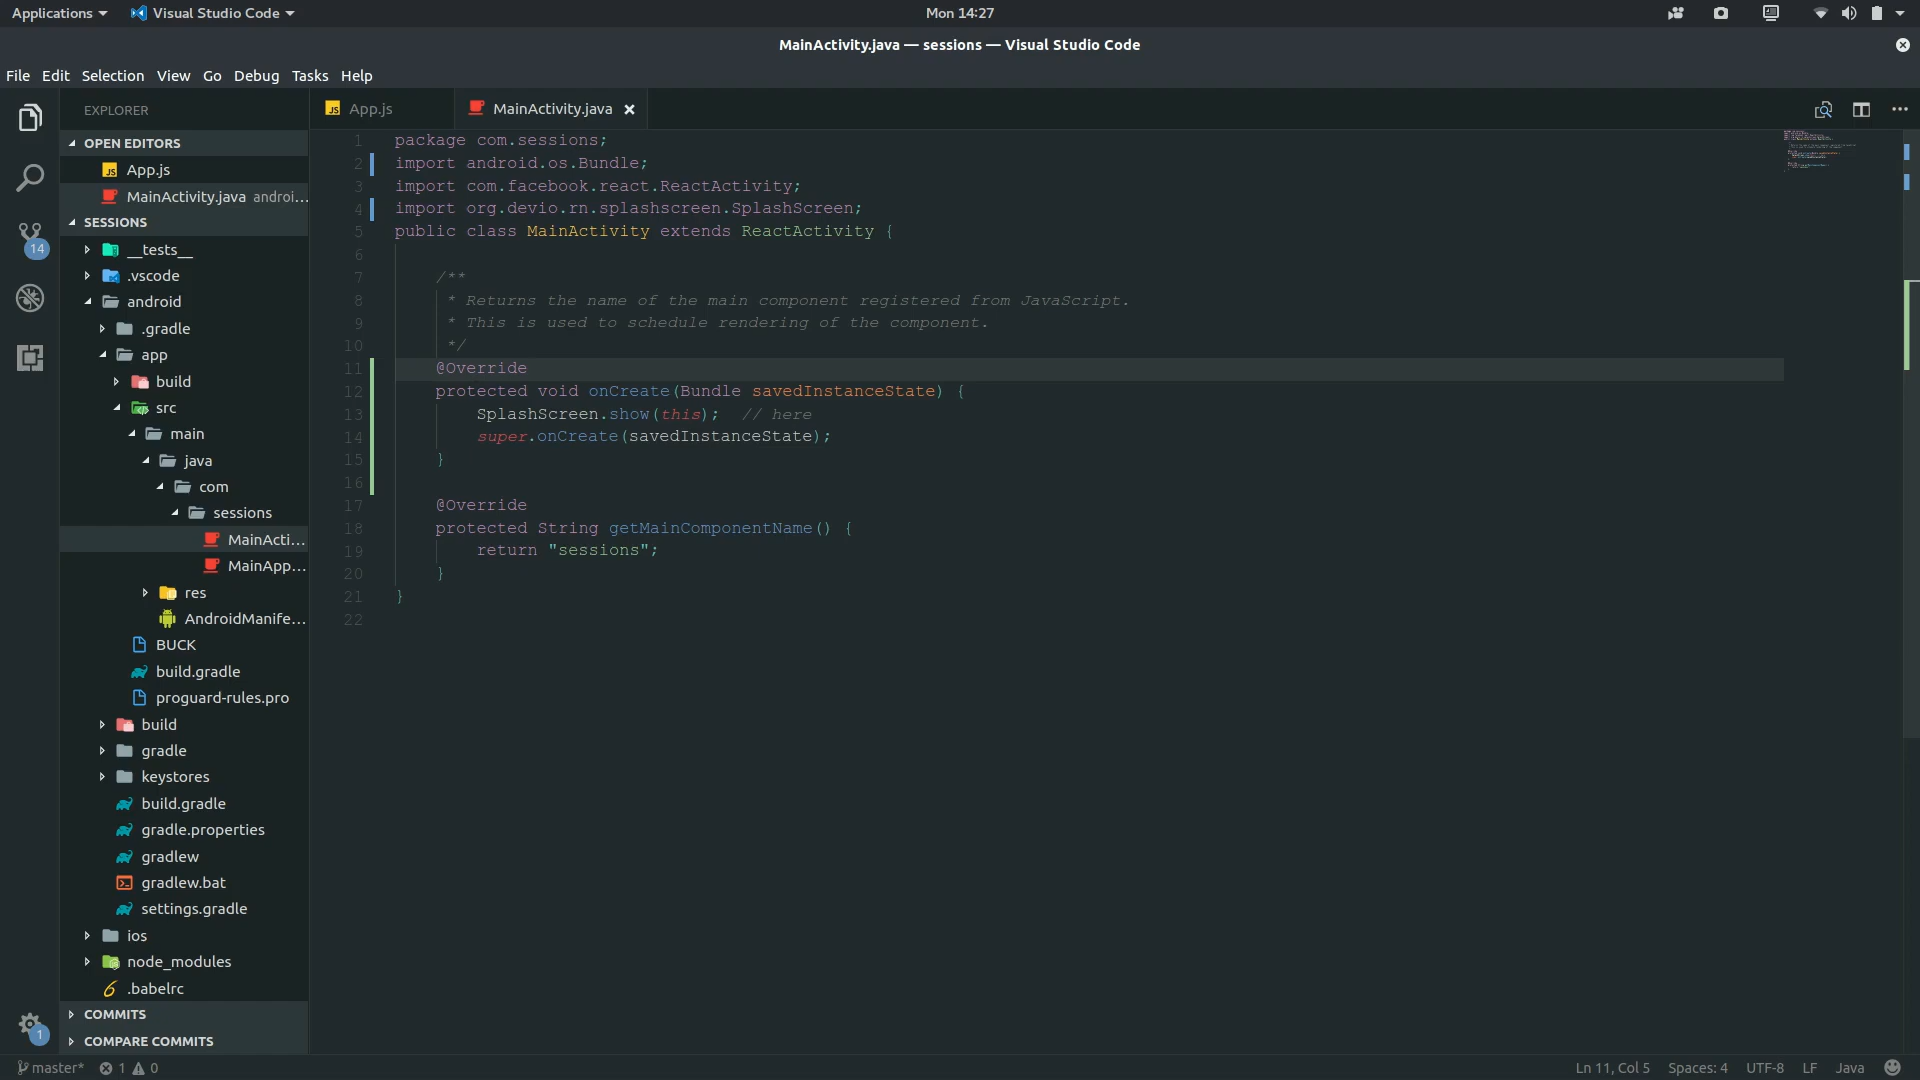 Applications Visual Studio Code Mon 14:27
MainActivity.java — sessions — Visual Studio Code
File Edit Selection View Go Debug Tasks Help
EXPLORER
OPEN EDITORS
JS App.js
MainActivity.java androi...
SESSIONS
__tests__
.vscode
android
.gradle
app
build
src
main
java
com
sessions
MainActi...
MainApp...
res
AndroidManife...
BUCK
build.gradle
proguard-rules.pro
build
gradle
keystores
build.gradle
gradle.properties
gradlew
gradlew.bat
settings.gradle
ios
node_modules
.babelrc
COMMITS
COMPARE COMMITS
14
1
JS App.js MainActivity.java
1 package com.sessions;
2 import android.os.Bundle;
3 import com.facebook.react.ReactActivity;
4 import org.devio.rn.splashscreen.SplashScreen;
5 public class MainActivity extends ReactActivity {
6
7 /**
8 * Returns the name of the main component registered from JavaScript.
9 * This is used to schedule rendering of the component.
10 */
11 @Override
12 protected void onCreate(Bundle savedInstanceState) {
13 SplashScreen.show(this); // here
14 super.onCreate(savedInstanceState);
15 }
16
17 @Override
18 protected String getMainComponentName() {
19 return "sessions";
20 }
21 }
22
master* 1 0 Ln 11, Col 5 Spaces: 4 UTF-8 LF Java